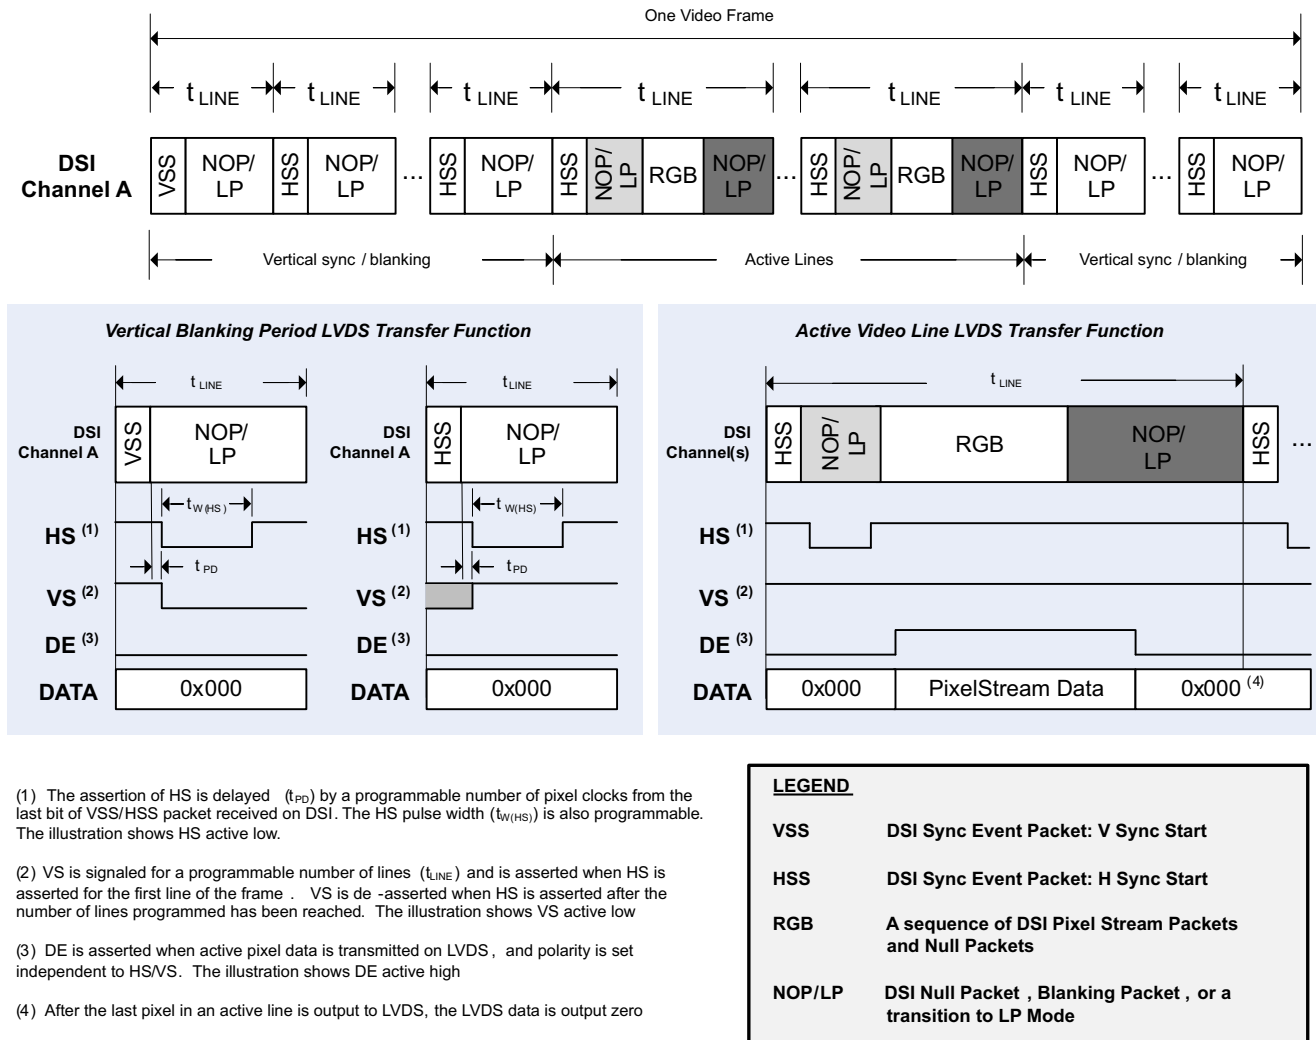 One Video Frame
t LINE t LINE t LINE t LINE t LINE t LINE t LINE
DSI
Channel A
VSS NOP/
LP HSS NOP/
LP ... HSS NOP/
LP HSS NOP/
LP RGB NOP/
LP ... HSS NOP/
LP RGB NOP/
LP HSS NOP/
LP ... HSS NOP/
LP
Vertical sync / blanking Active Lines Vertical sync / blanking
Vertical Blanking Period LVDS Transfer Function
t LINE
DSI
Channel A
VSS NOP/
LP
t W(HS)
HS (1)
t PD
VS (2)
DE (3)
DATA 0x000
t LINE
DSI
Channel A
HSS NOP/
LP
t W(HS)
HS (1)
t PD
VS (2)
DE (3)
DATA 0x000
Active Video Line LVDS Transfer Function
t LINE
DSI
Channel(s)
HSS NOP/
LP RGB NOP/
LP HSS ...
HS (1)
VS (2)
DE (3)
DATA 0x000 PixelStream Data 0x000 (4)
(1) The assertion of HS is delayed (tPD) by a programmable number of pixel clocks from the
last bit of VSS/HSS packet received on DSI. The HS pulse width (tW(HS)) is also programmable.
The illustration shows HS active low.
(2) VS is signaled for a programmable number of lines (tLINE) and is asserted when HS is
asserted for the first line of the frame . VS is de -asserted when HS is asserted after the
number of lines programmed has been reached. The illustration shows VS active low
(3) DE is asserted when active pixel data is transmitted on LVDS , and polarity is set
independent to HS/VS. The illustration shows DE active high
(4) After the last pixel in an active line is output to LVDS, the LVDS data is output zero
LEGEND
VSS DSI Sync Event Packet: V Sync Start
HSS DSI Sync Event Packet: H Sync Start
RGB A sequence of DSI Pixel Stream Packets
and Null Packets
NOP/LP DSI Null Packet , Blanking Packet , or a
transition to LP Mode